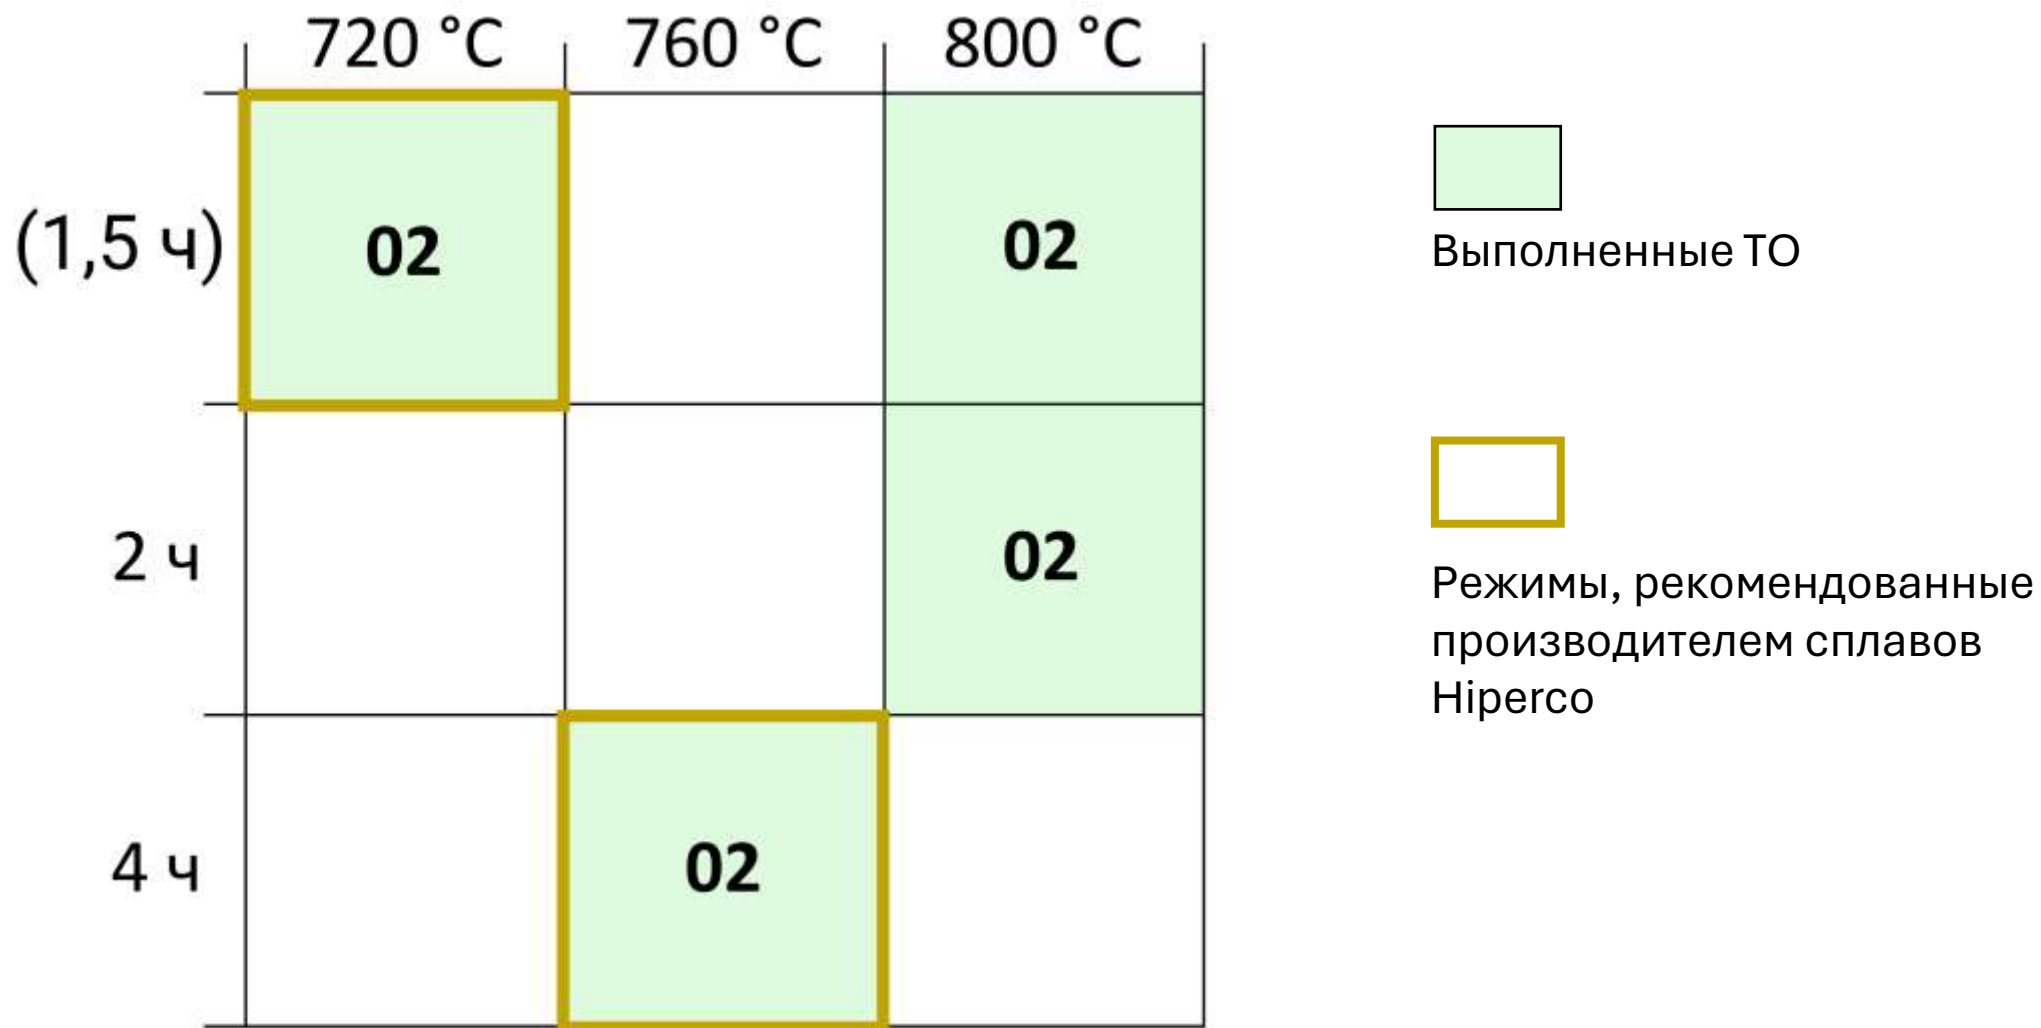 720 °C 760 °C 800 °C
(1,5 ч) 02 02
2 ч 02
4 ч 02
Выполненные ТО
Режимы, рекомендованные
производителем сплавов
Hiperco